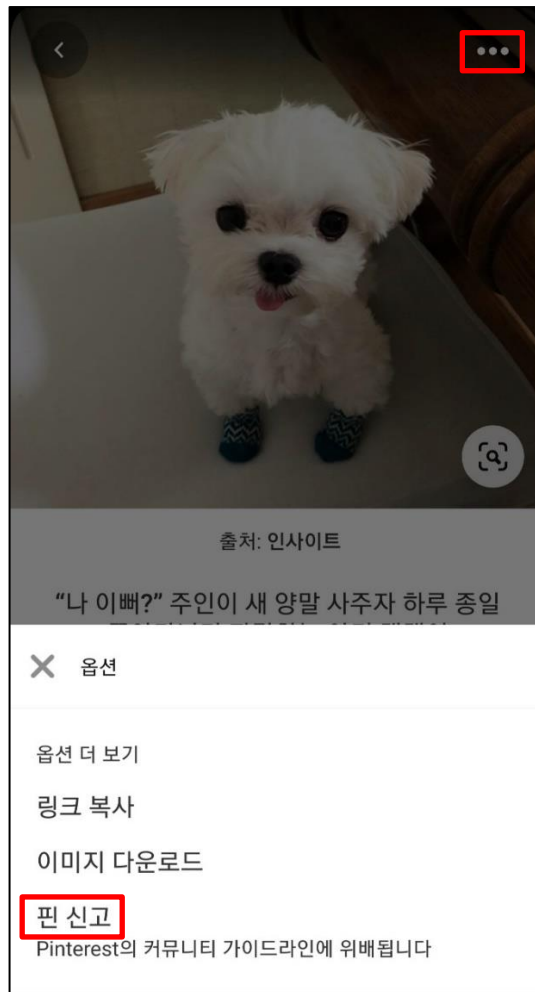 출처: 인사이트
“나 이뻐?” 주인이 새 양말 사주자 하루 종일
옵션
옵션 더 보기
링크 복사
이미지 다운로드
핀 신고
Pinterest의 커뮤니티 가이드라인에 위배됩니다